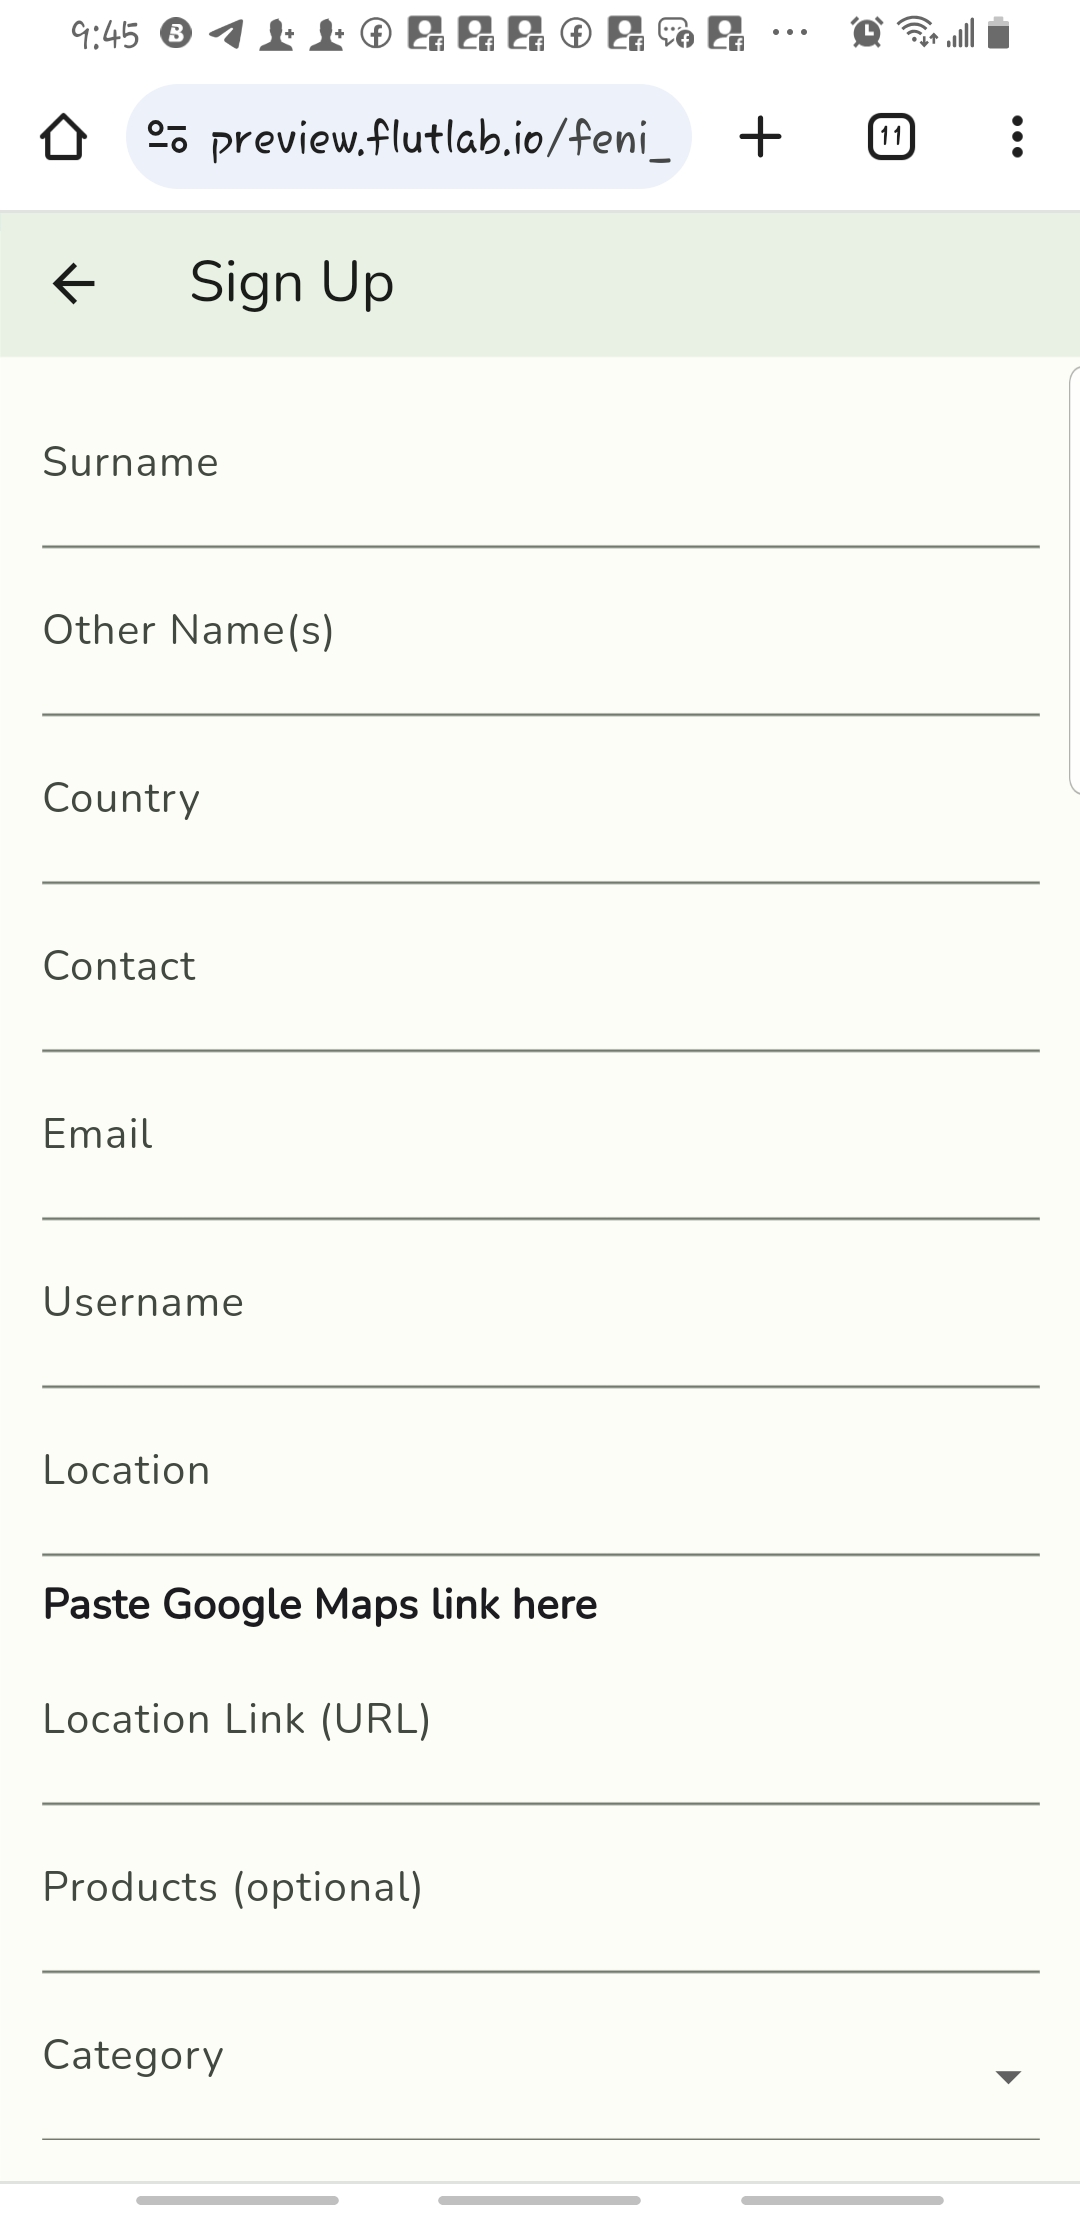 9:45
preview.flutlab.io/feni_
11
Sign Up
Surname
Other Name(s)
Country
Contact
Email
Username
Location
Paste Google Maps link here
Location Link (URL)
Products (optional)
Category